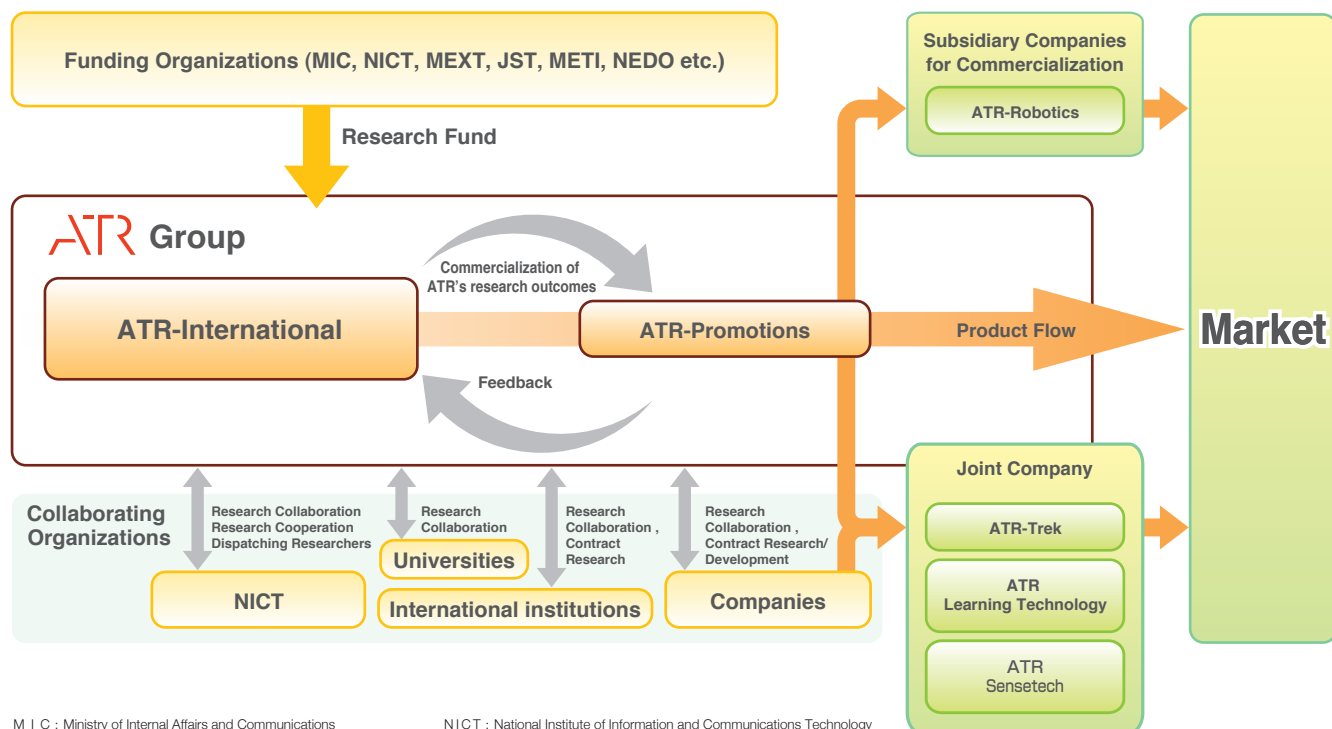 Funding Organizations (MIC, NICT, MEXT, JST, METI, NEDO etc.)
Research Fund
Subsidiary Companies
for Commercialization
ATR-Robotics
ATR Group
Commercialization of
ATR's research outcomes
ATR-International
ATR-Promotions
Product Flow
Market
Feedback
Collaborating
Organizations
Research Collaboration
Research Cooperation
Dispatching Researchers
NICT
Research
Collaboration
Universities
Research
Collaboration ,
Contract
Research
International institutions
Research
Collaboration ,
Contract Research/
Development
Companies
Joint Company
ATR-Trek
ATR
Learning Technology
ATR
Sensetech
M I C : Ministry of Internal Affairs and Communications
NICT : National Institute of Information and Communications Technology